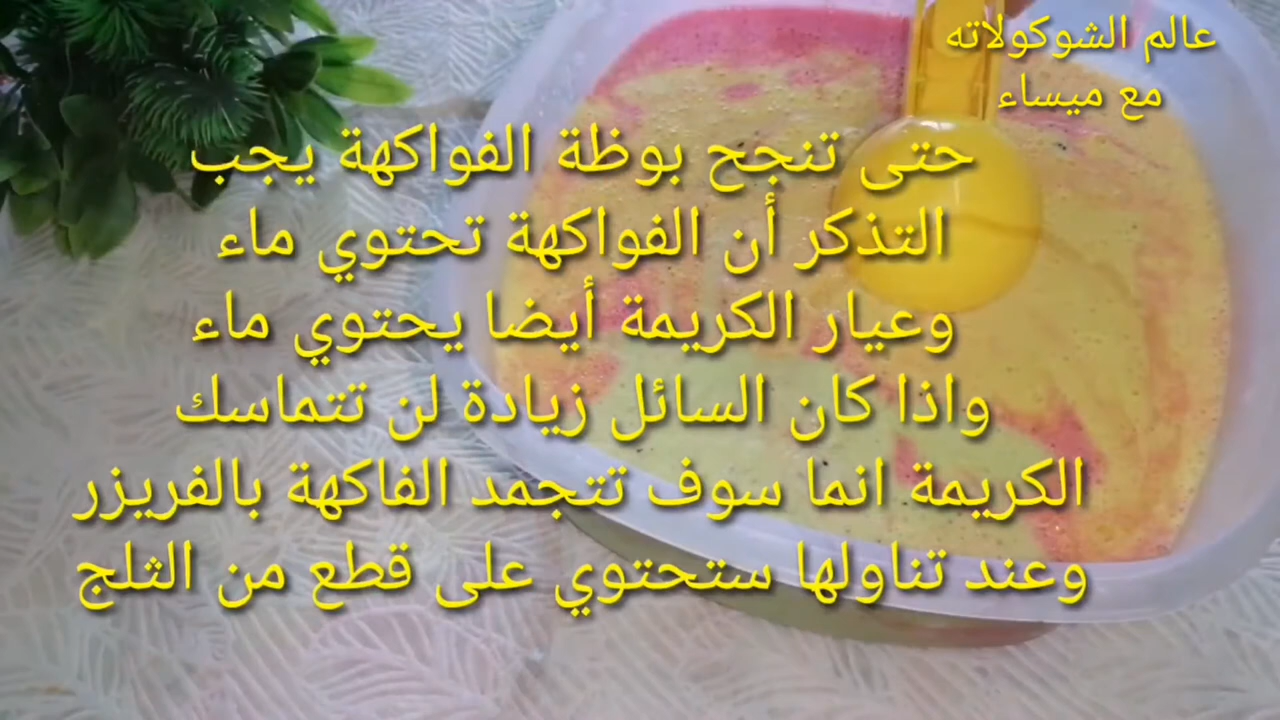 عالم الشوكولاته
مع ميساء
حتى تنجح بوظة الفواكهة يجب
التذكر أن الفواكهة تحتوي ماء
وعيار الكريمة أيضا يحتوي ماء
واذا كان السائل زيادة لن تتماسك
الكريمة انما سوف تتجمد الفاكهة بالفريزر
وعند تناولها ستحتوي على قطع من الثلج